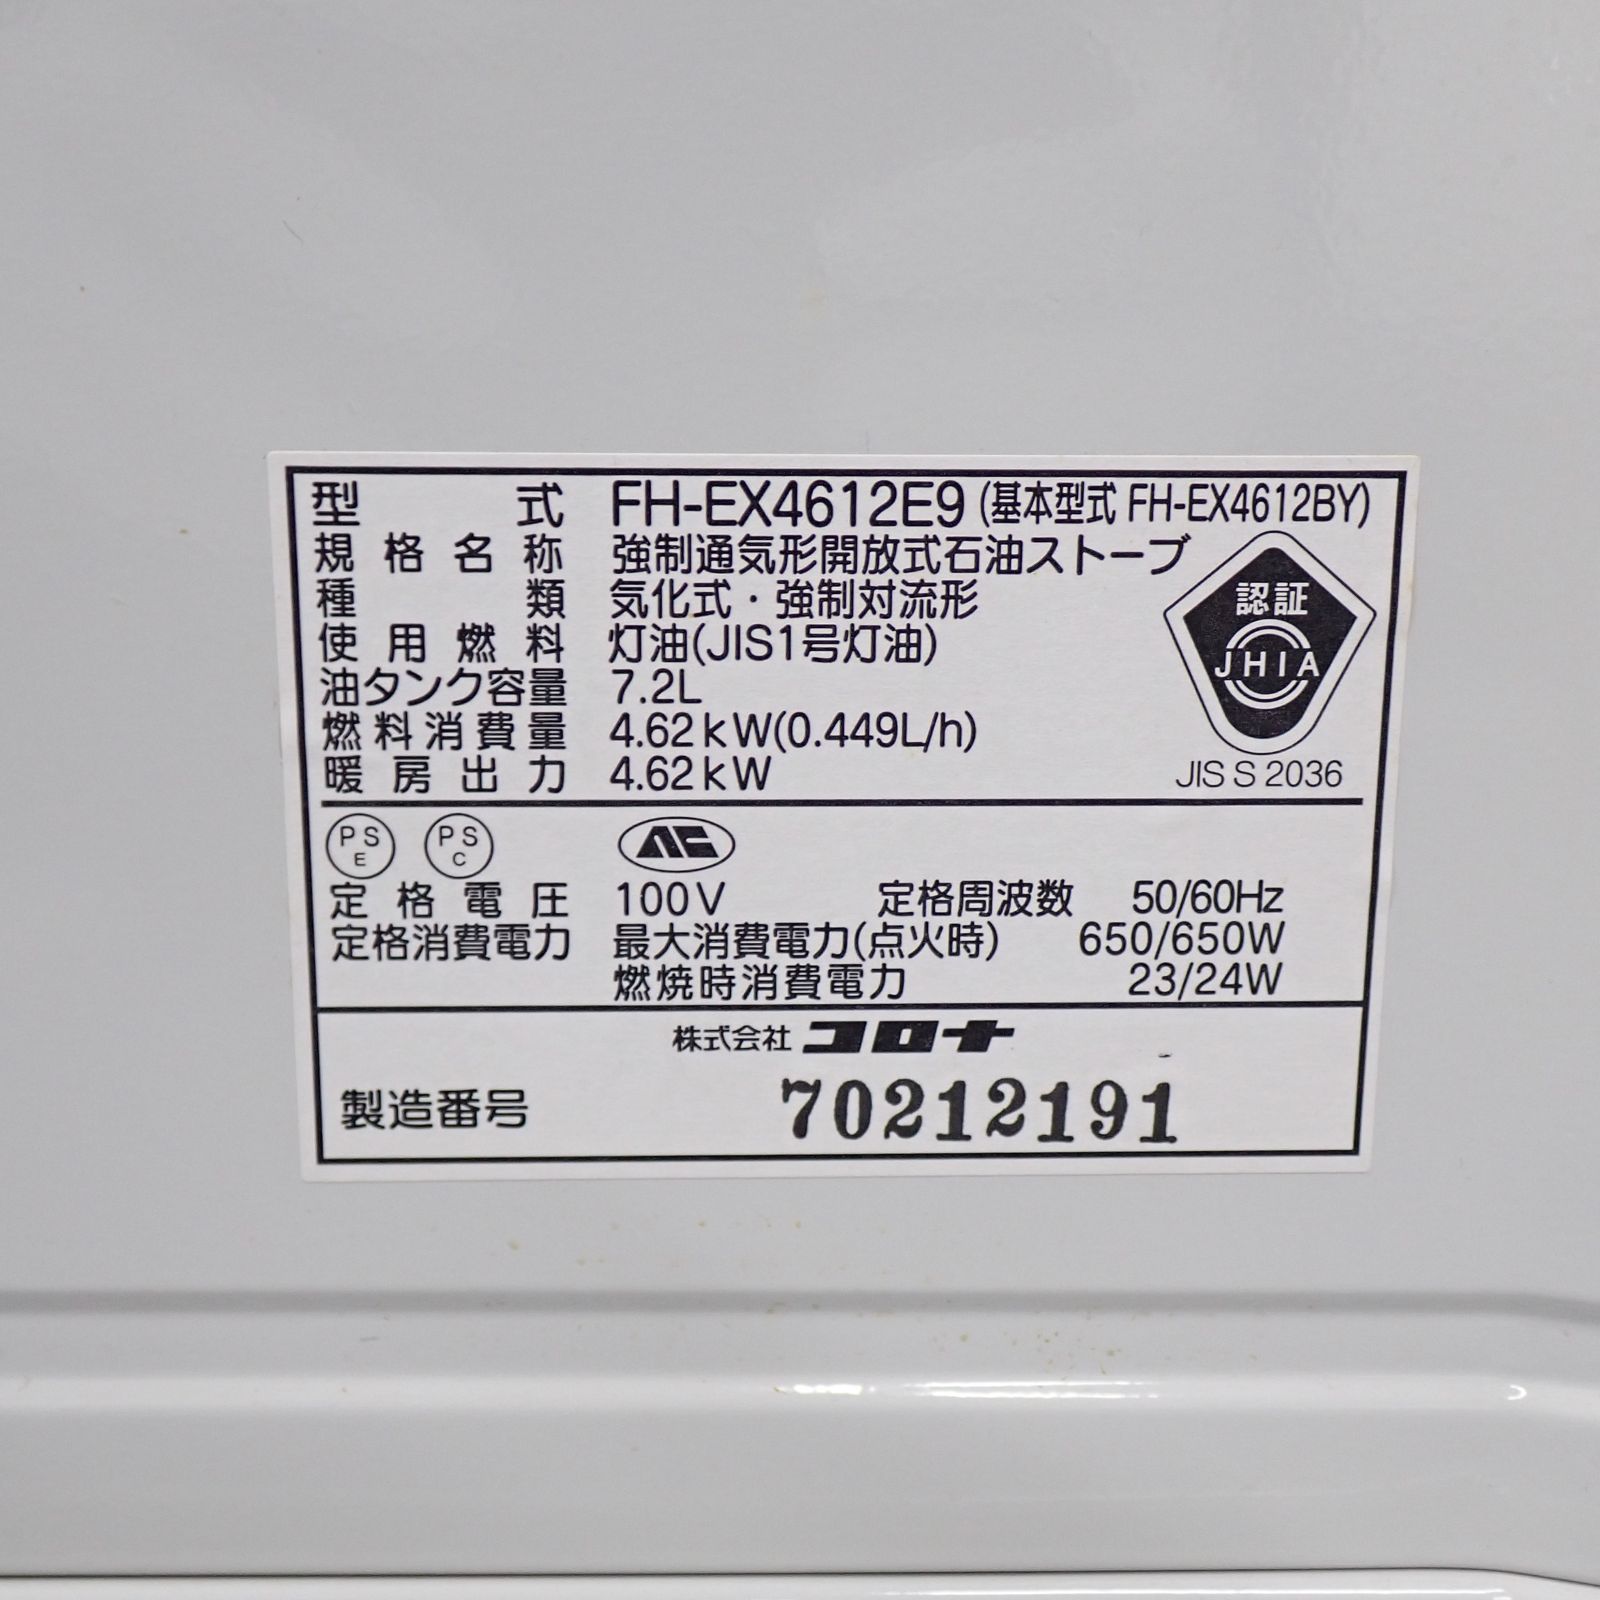 型式 FH-EX4612E9 (基本型式 FH-EX4612BY)
規格名称 強制通気形開放式石油ストーブ
種類 気化式・強制対流形
使用燃料 灯油(JIS1号灯油)
油タンク容量 7.2L
燃料消費量 4.62kW(0.449L/h)
暖房出力 4.62kW
認証
JHIA
JIS S 2036
PS E PS C
定格電圧 100V 定格周波数 50/60Hz
定格消費電力 最大消費電力(点火時) 650/650W
燃焼時消費電力 23/24W
株式会社 コロナ
製造番号 70212191